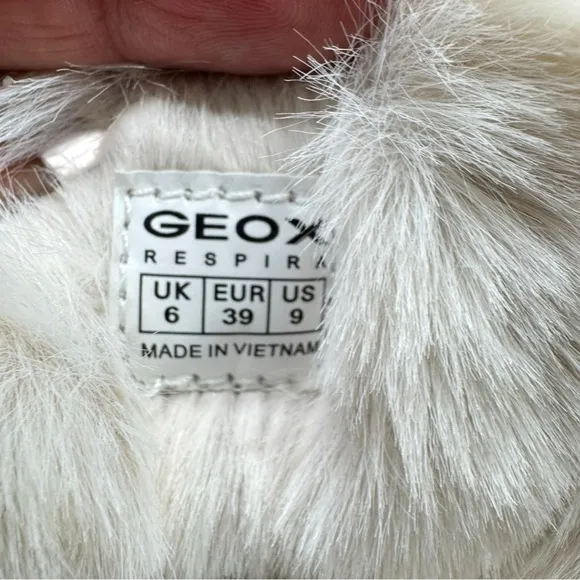 GEOX
RESPIRA
UK EUR US
6 39 9
MADE IN VIETNAM